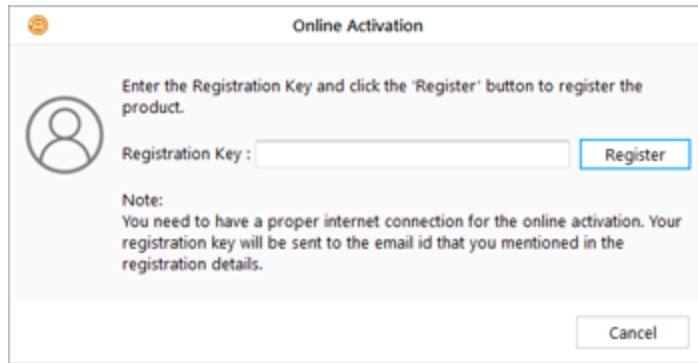 Online Activation
Enter the Registration Key and click the 'Register' button to register the
product.
Registration Key : Register
Note:
You need to have a proper internet connection for the online activation. Your
registration key will be sent to the email id that you mentioned in the
registration details.
Cancel